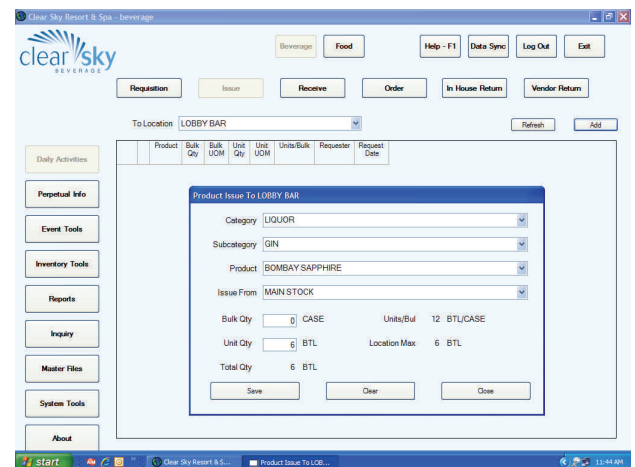 Clear Sky Resort & Spa - beverage
clear sky
BEVERAGE
Beverage Food Help - F1 Data Sync Log Out Exit
Requisition Issue Receive Order In House Return Vendor Return
To Location LOBBY BAR Refresh Add
Product Bulk Qty Bulk UOM Unit Qty Unit UOM Units/Bulk Requester Request Date
Daily Activities
Perpetual Info
Event Tools
Inventory Tools
Reports
Inquiry
Master Files
System Tools
About
Product Issue To LOBBY BAR
Category LIQUOR
Subcategory GIN
Product BOMBAY SAPPHIRE
Issue From MAIN STOCK
Bulk Qty 0 CASE Units/Bul 12 BTL/CASE
Unit Qty 6 BTL Location Max 6 BTL
Total Qty 6 BTL
Save Clear Close
start Clear Sky Resort & S... Product Issue To LOB... 11:44 AM